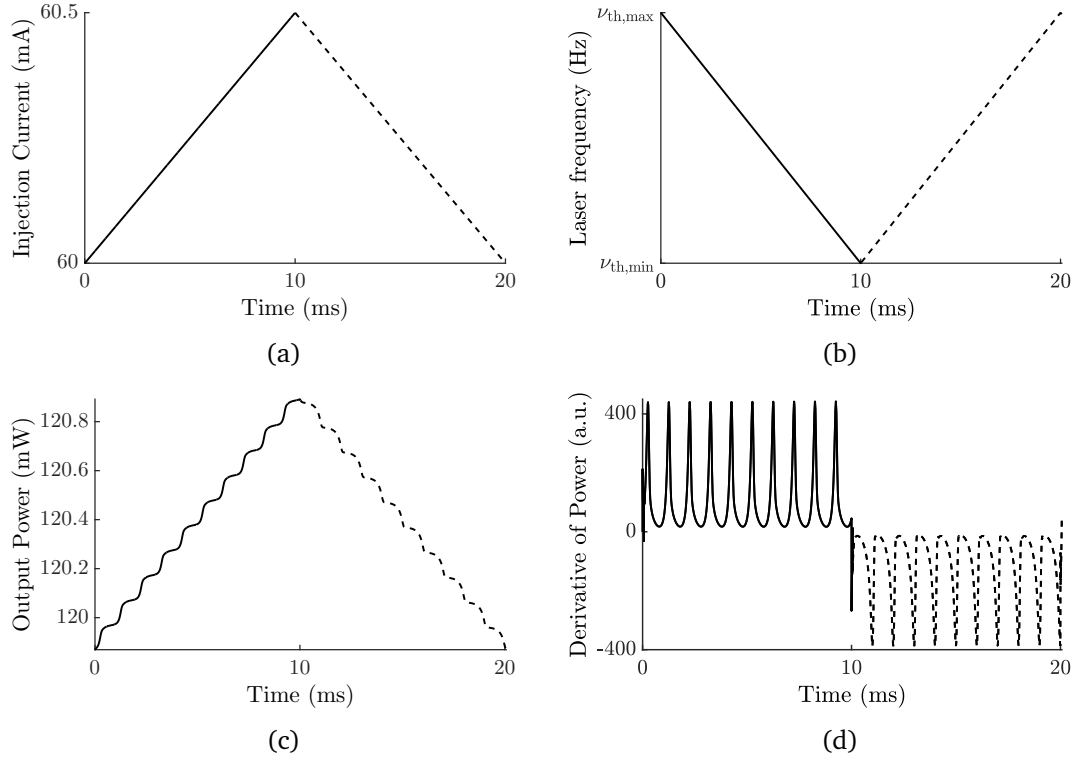 60.5
Injection Current (mA)
60
0
10
20
Time (ms)
(a)
ν_th,max
Laser frequency (Hz)
ν_th,min
0
10
20
Time (ms)
(b)
120.8
120.6
120.4
120.2
120
Output Power (mW)
0
10
20
Time (ms)
(c)
400
0
-400
Derivative of Power (a.u.)
0
10
20
Time (ms)
(d)